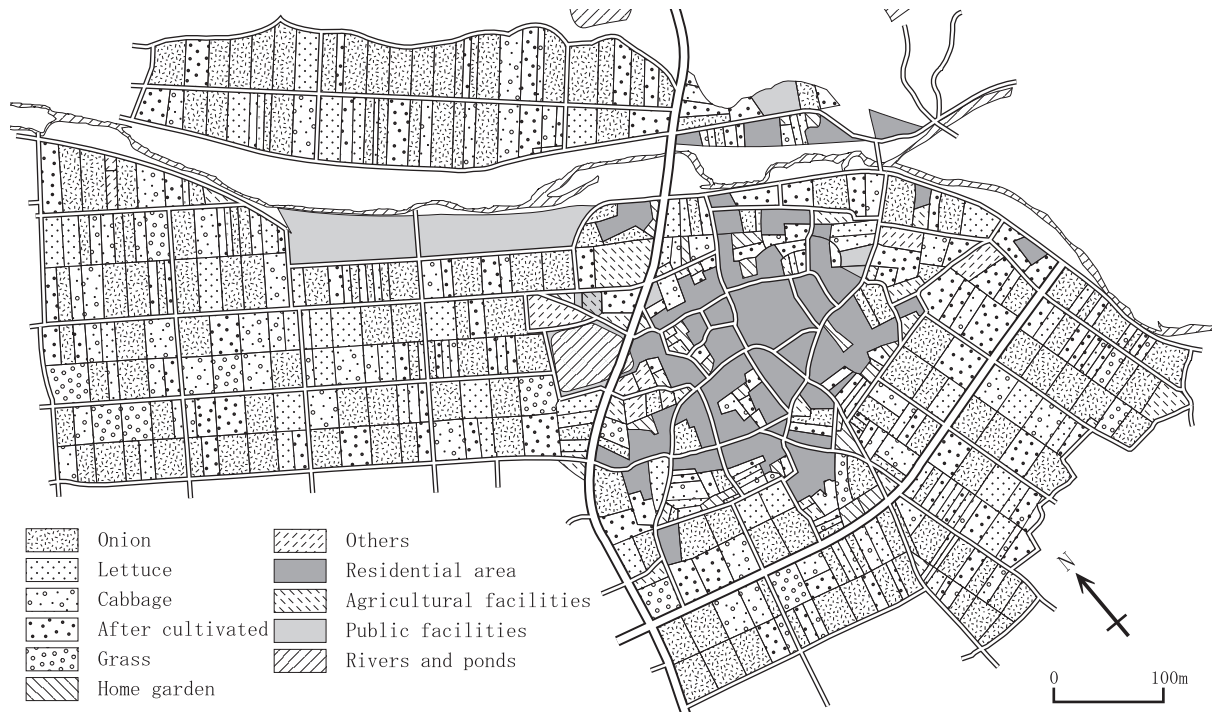 Onion
Lettuce
Cabbage
After cultivated
Grass
Home garden
Others
Residential area
Agricultural facilities
Public facilities
Rivers and ponds
N
0 100m